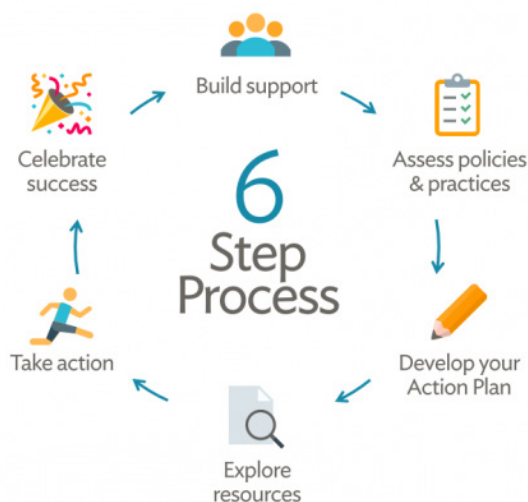 Build support
Assess policies
& practices
Develop your
Action Plan
Explore
resources
Take action
Celebrate
success
6
Step
Process